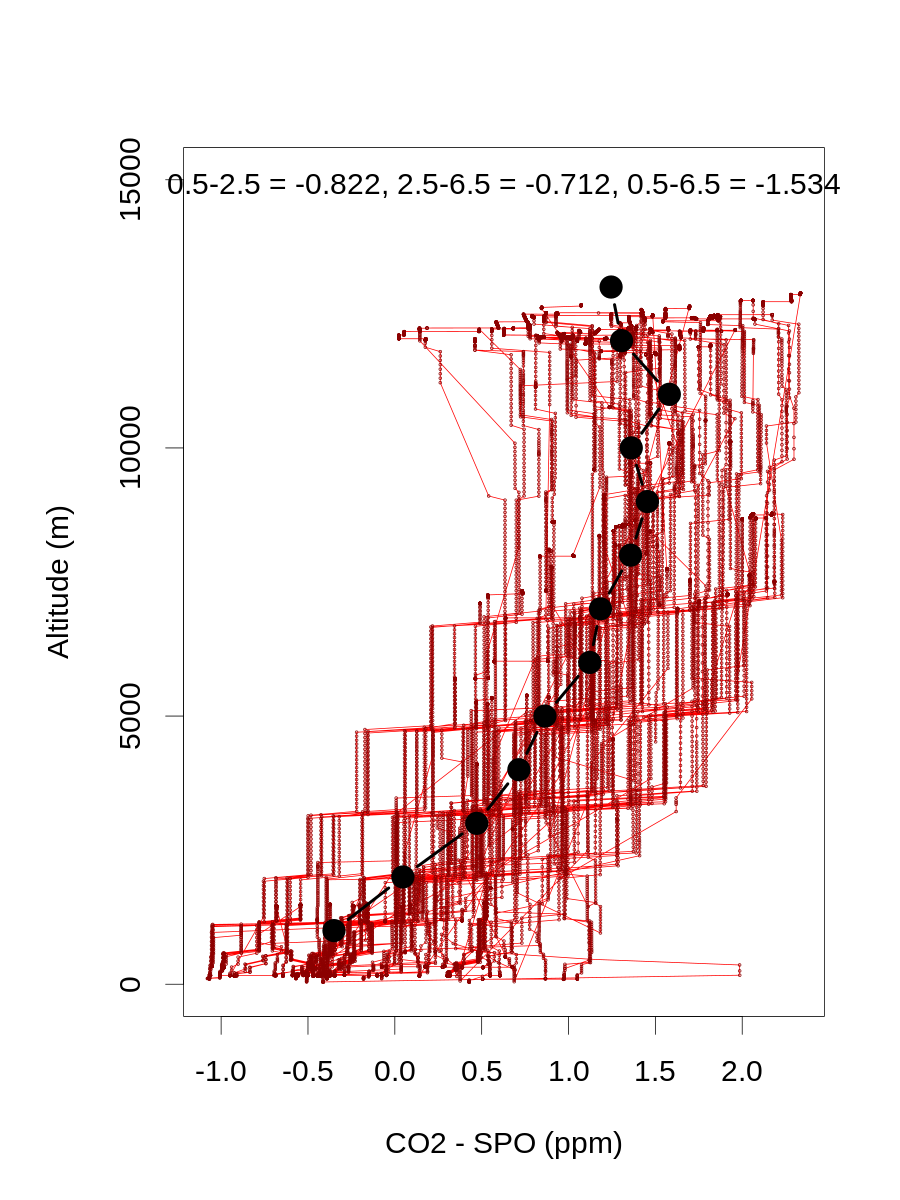 0.5-2.5 = -0.822, 2.5-6.5 = -0.712, 0.5-6.5 = -1.534
15000
10000
5000
0
Altitude (m)
-1.0 -0.5 0.0 0.5 1.0 1.5 2.0
CO2 - SPO (ppm)